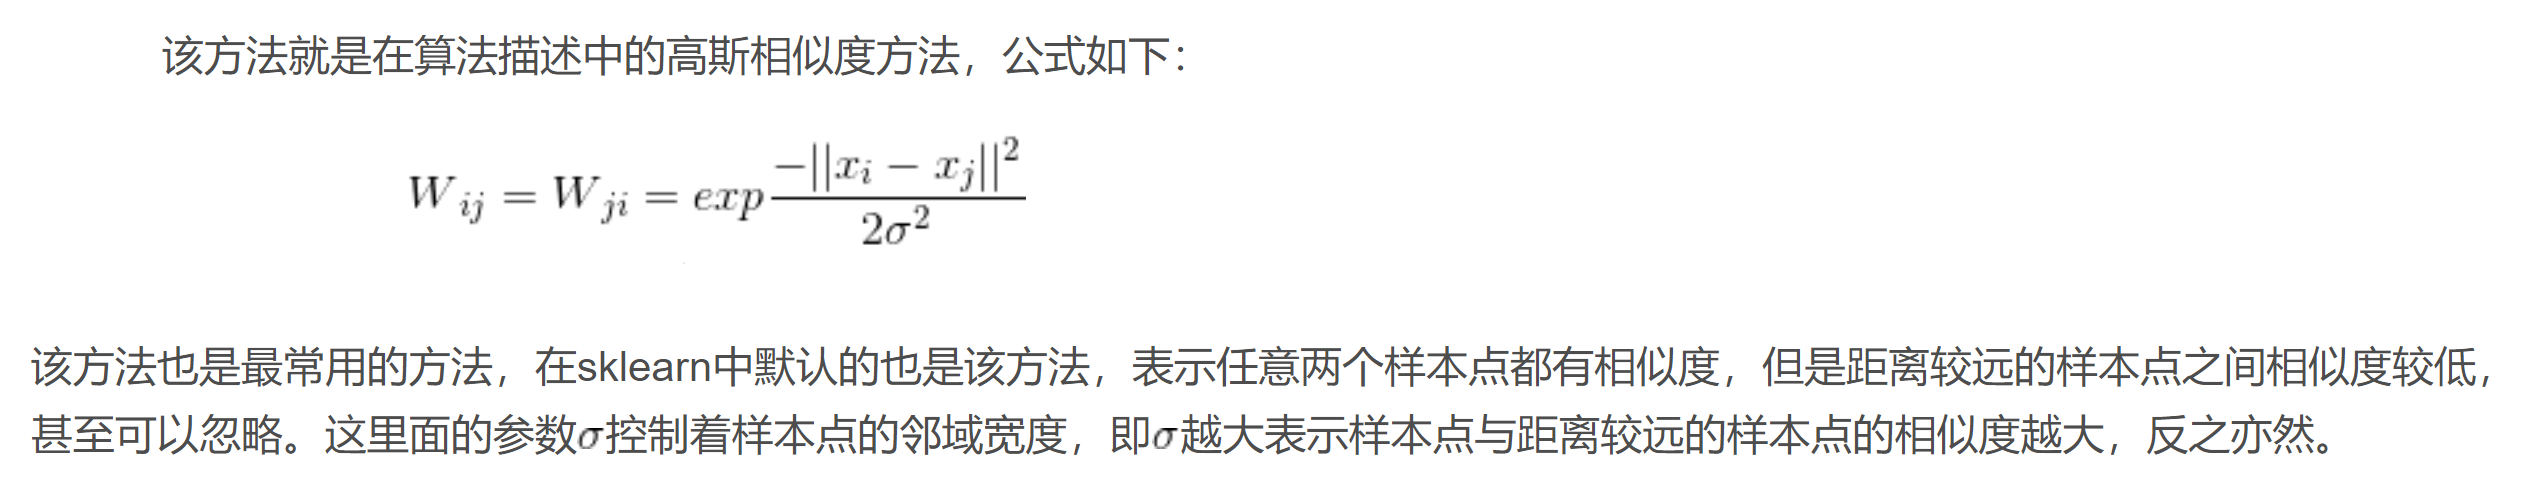 该方法就是在算法描述中的高斯相似度方法，公式如下：
$W_{ij} = W_{ji} = exp\frac{-||x_i - x_j||^2}{2\sigma^2}$
该方法也是最常用的方法，在sklearn中默认的也是该方法，表示任意两个样本点都有相似度，但是距离较远的样本点之间相似度较低，
甚至可以忽略。这里面的参数σ控制着样本点的邻域宽度，即σ越大表示样本点与距离较远的样本点的相似度越大，反之亦然。